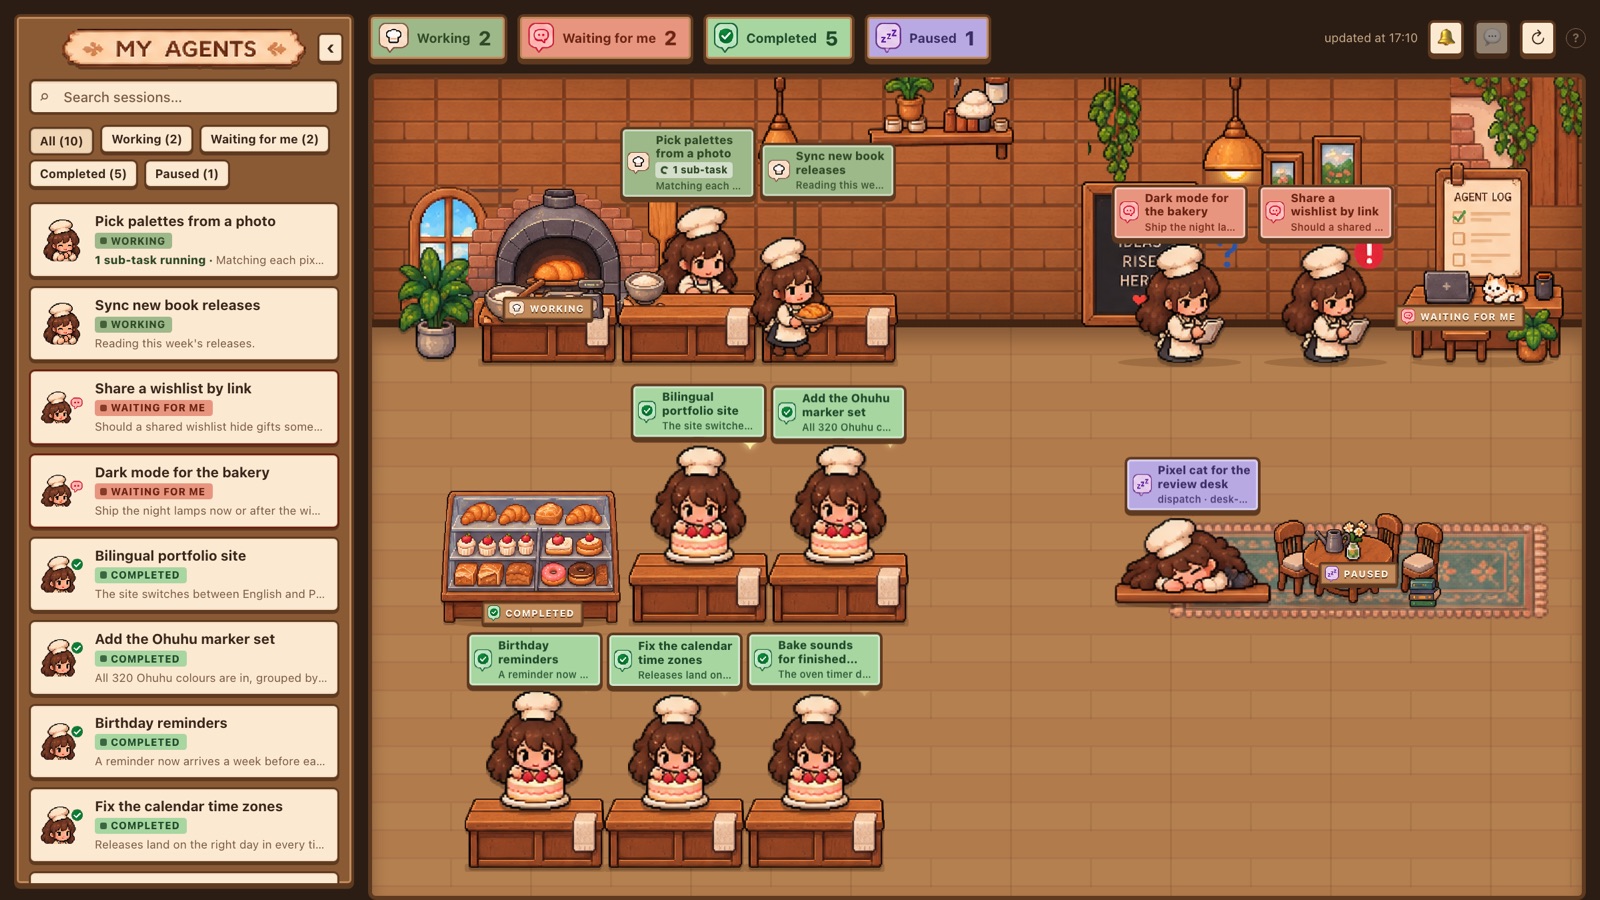 MY AGENTS
Search sessions...
All (10)
Working (2)
Waiting for me (2)
Completed (5)
Paused (1)
Pick palettes from a photo
WORKING
1 sub-task running · Matching each pix...
Sync new book releases
WORKING
Reading this week's releases.
Share a wishlist by link
WAITING FOR ME
Should a shared wishlist hide gifts some...
Dark mode for the bakery
WAITING FOR ME
Ship the night lamps now or after the wi...
Bilingual portfolio site
COMPLETED
The site switches between English and P...
Add the Ohuhu marker set
COMPLETED
All 320 Ohuhu colours are in, grouped by...
Birthday reminders
COMPLETED
A reminder now arrives a week before ea...
Fix the calendar time zones
COMPLETED
Releases land on the right day in every ti...
Working 2
Waiting for me 2
Completed 5
zzz
Paused 1
updated at 17:10
?
Pick palettes
from a photo
1 sub-task
Matching each ...
Sync new book
releases
Reading this we...
WORKING
Dark mode for
the bakery
Ship the night la...
Share a
wishlist by link
Should a shared ...
IDEAS
RISE
HER
?
!
AGENT LOG
WAITING FOR ME
Bilingual
portfolio site
The site switche...
Add the Ohuhu
marker set
All 320 Ohuhu c...
COMPLETED
zzz
Pixel cat for the
review desk
dispatch · desk-...
zzz
PAUSED
Birthday
reminders
A reminder now ...
Fix the calendar
time zones
Releases land on...
Bake sounds
for finished...
The oven timer d...